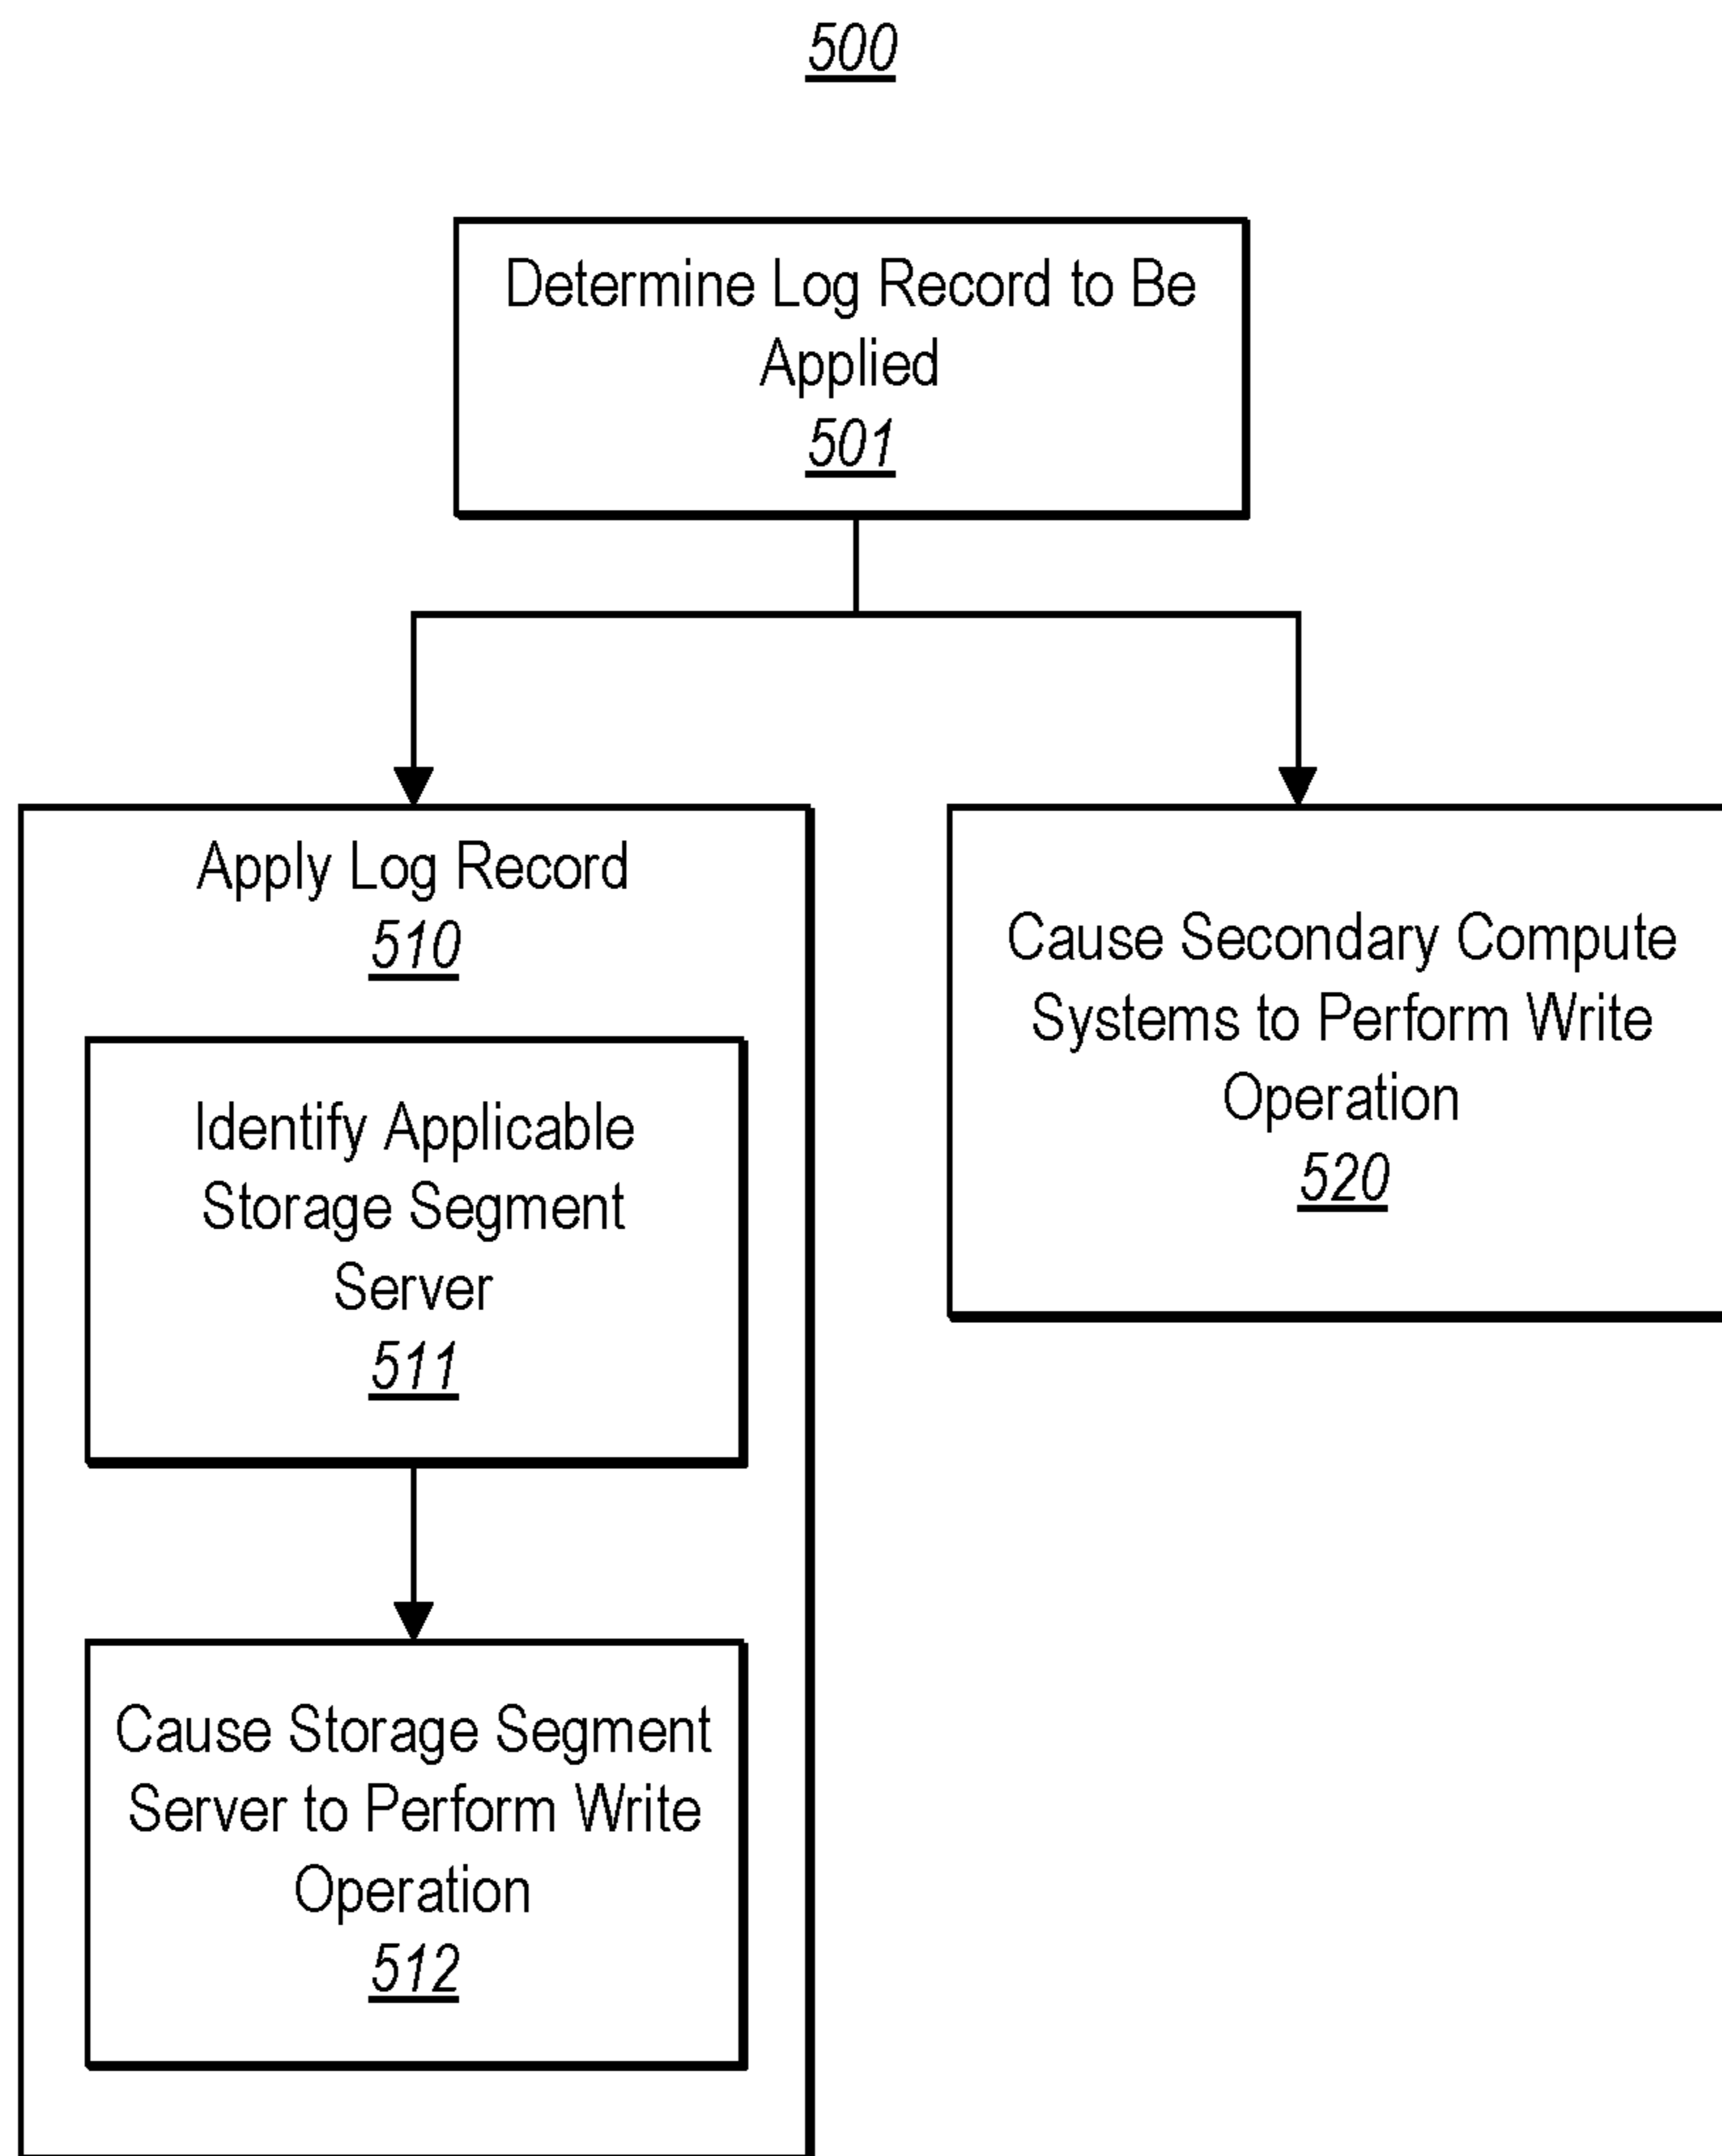 500
Determine Log Record to Be
Applied
501
Apply Log Record
510
Identify Applicable
Storage Segment
Server
511
Cause Storage Segment
Server to Perform Write
Operation
512
Cause Secondary Compute
Systems to Perform Write
Operation
520